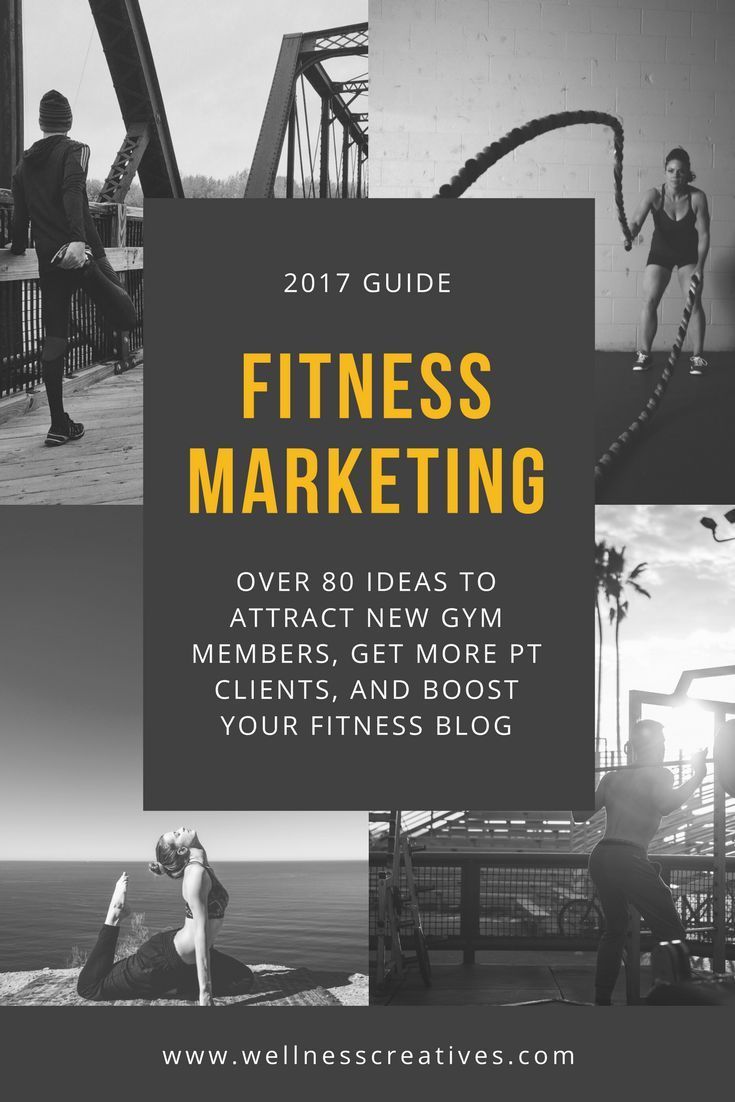 2017 GUIDE
FITNESS
MARKETING
OVER 80 IDEAS TO
ATTRACT NEW GYM
MEMBERS, GET MORE PT
CLIENTS, AND BOOST
YOUR FITNESS BLOG
www.wellnesscreatives.com